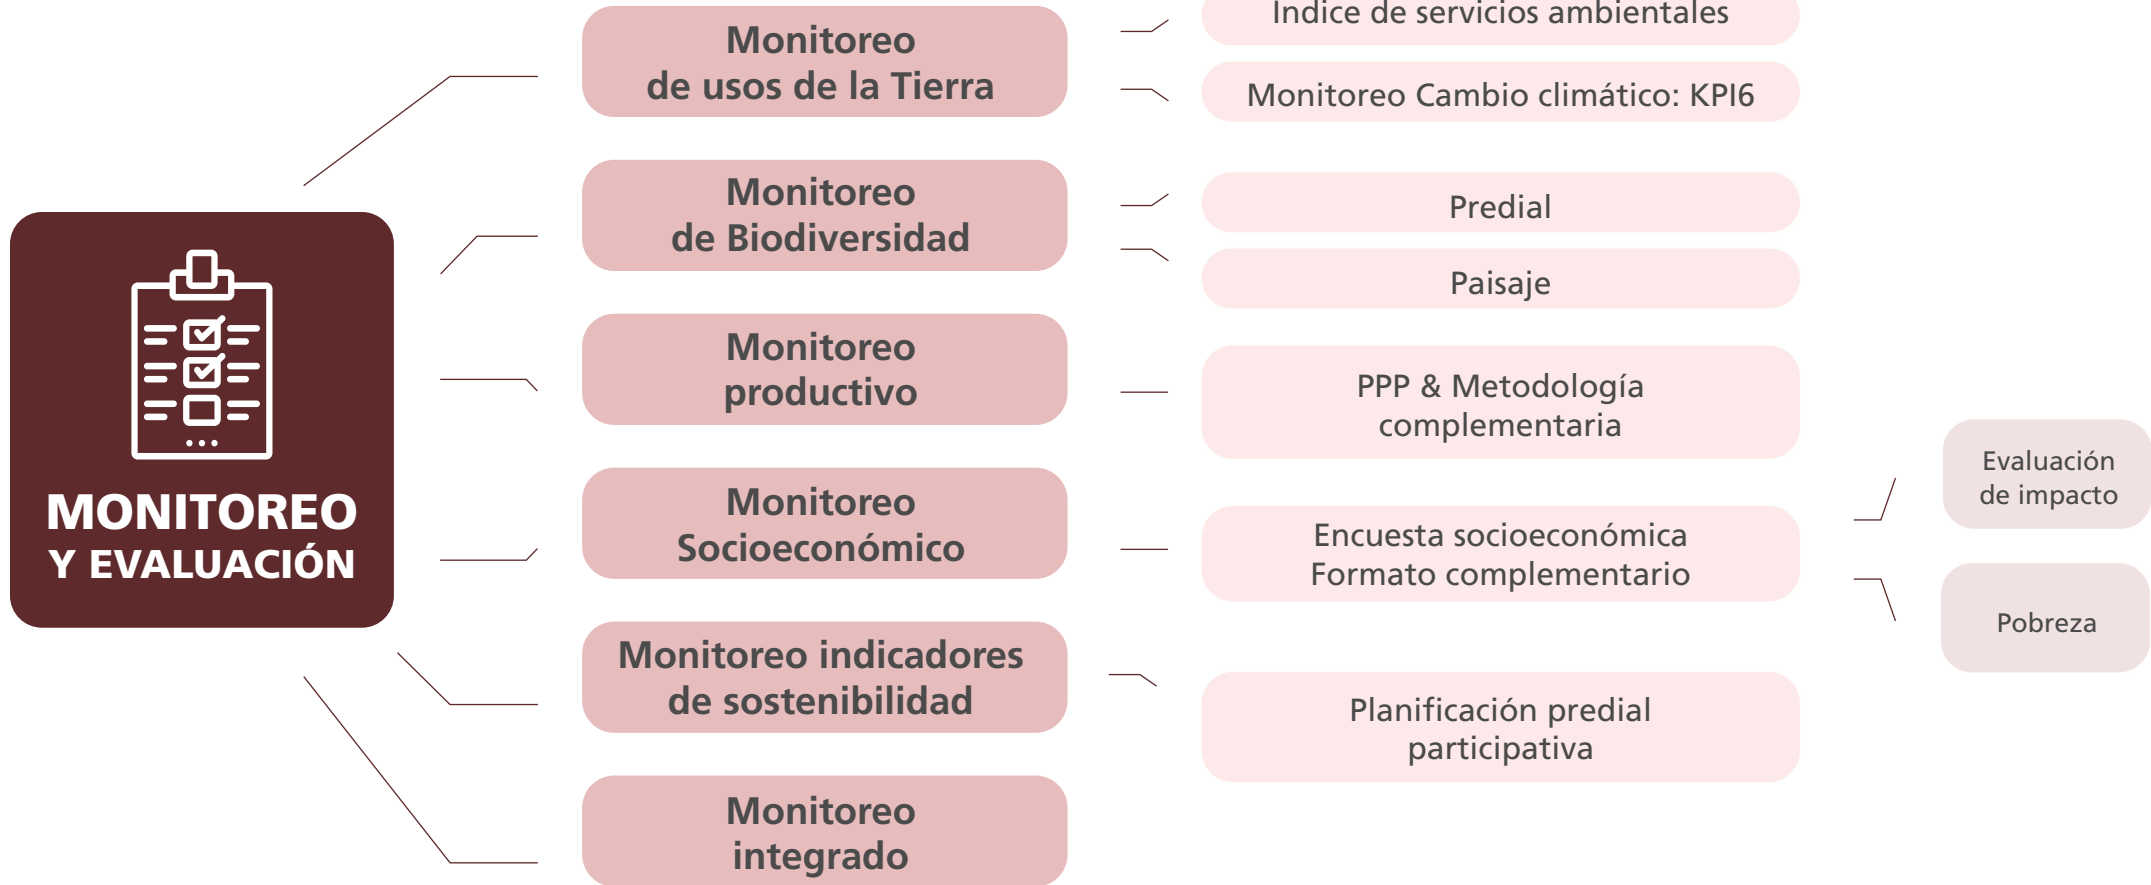 MONITOREO
Y EVALUACIÓN
Monitoreo
de usos de la Tierra
Índice de servicios ambientales
Monitoreo Cambio climático: KPI6
Monitoreo
de Biodiversidad
Predial
Paisaje
Monitoreo
productivo
PPP & Metodología
complementaria
Monitoreo
Socioeconómico
Encuesta socioeconómica
Formato complementario
Evaluación
de impacto
Pobreza
Monitoreo indicadores
de sostenibilidad
Planificación predial
participativa
Monitoreo
integrado